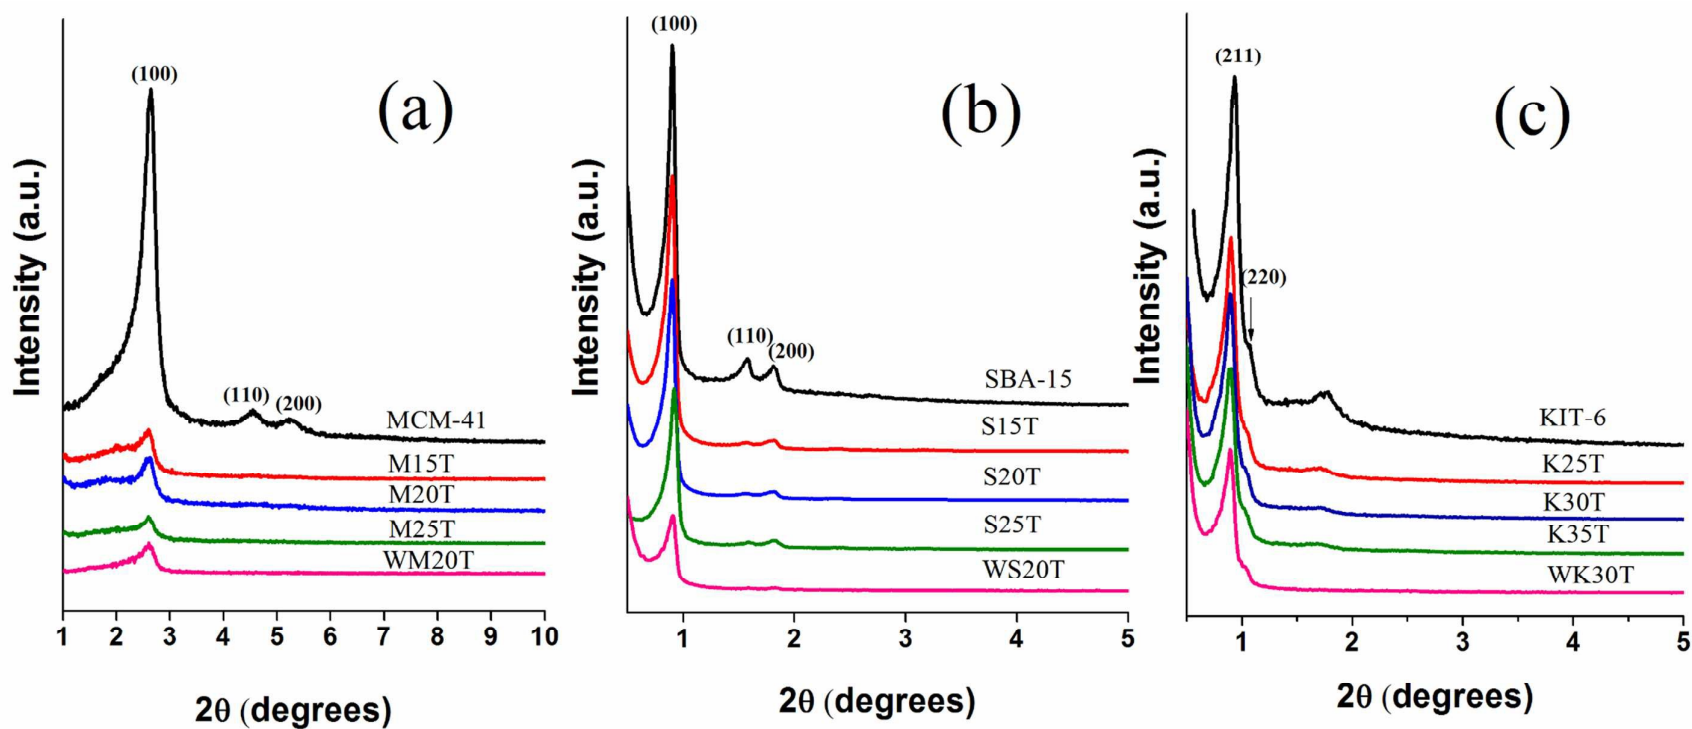 (a)
(100)
(110)
(200)
MCM-41
M15T
M20T
M25T
WM20T
Intensity (a.u.)
1 2 3 4 5 6 7 8 9 10
2θ (degrees)
(b)
(100)
(110)
(200)
SBA-15
S15T
S20T
S25T
WS20T
Intensity (a.u.)
1 2 3 4 5
2θ (degrees)
(c)
(211)
(220)
KIT-6
K25T
K30T
K35T
WK30T
Intensity (a.u.)
1 2 3 4 5
2θ (degrees)